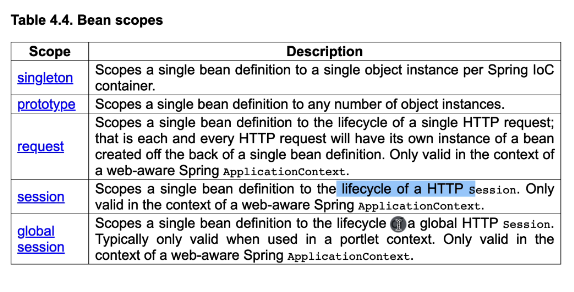 Table 4.4. Bean scopes
Scope Description
singleton Scopes a single bean definition to a single object instance per Spring IoC
container.
prototype Scopes a single bean definition to any number of object instances.
Scopes a single bean definition to the lifecycle of a single HTTP request;
that is each and every HTTP request will have its own instance of a bean
request created off the back of a single bean definition. Only valid in the context of
a web-aware Spring ApplicationContext.
session Scopes a single bean definition to the lifecycle of a HTTP Session. Only
valid in the context of a web-aware Spring ApplicationContext.
global Scopes a single bean definition to the lifecycle a global HTTP Session.
session Typically only valid when used in a portlet context. Only valid in the
context of a web-aware Spring ApplicationContext.